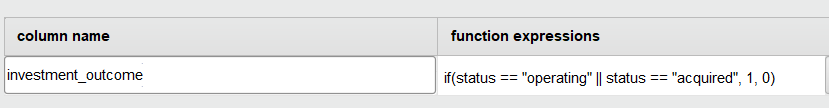 column name function expressions
investment_outcome if(status == "operating" || status == "acquired", 1, 0)